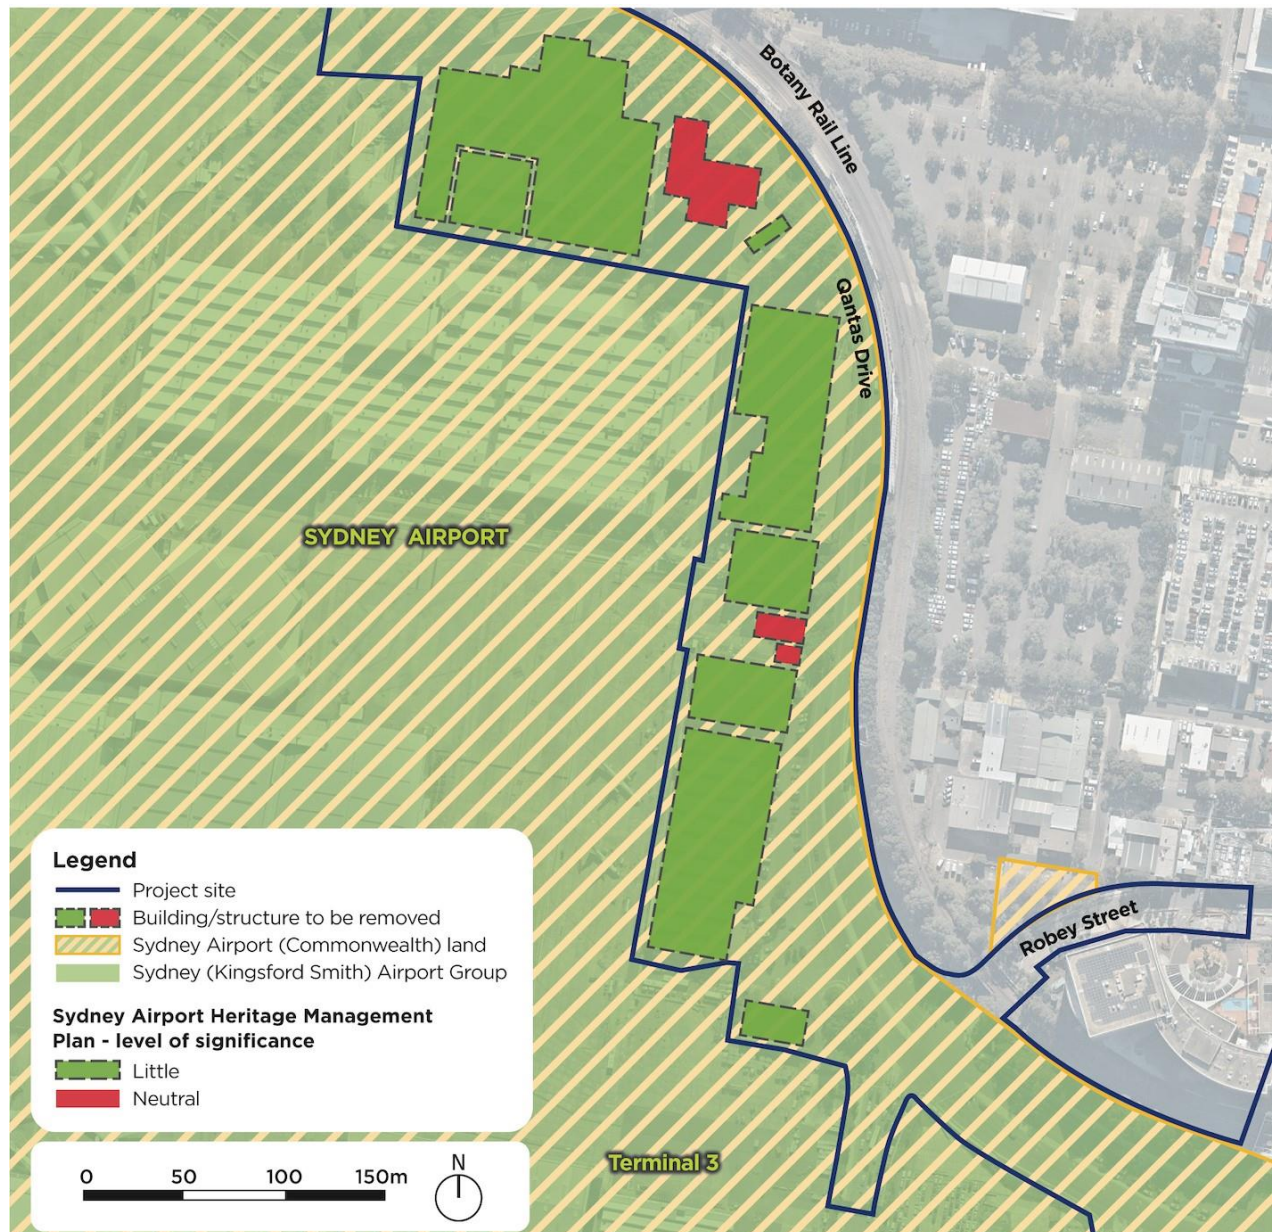 Botany Rail Line
Qantas Drive
SYDNEY AIRPORT
Robey Street
Terminal 3
Legend
Project site
Building/structure to be removed
Sydney Airport (Commonwealth) land
Sydney (Kingsford Smith) Airport Group
Sydney Airport Heritage Management
Plan - level of significance
Little
Neutral
0 50 100 150m
N